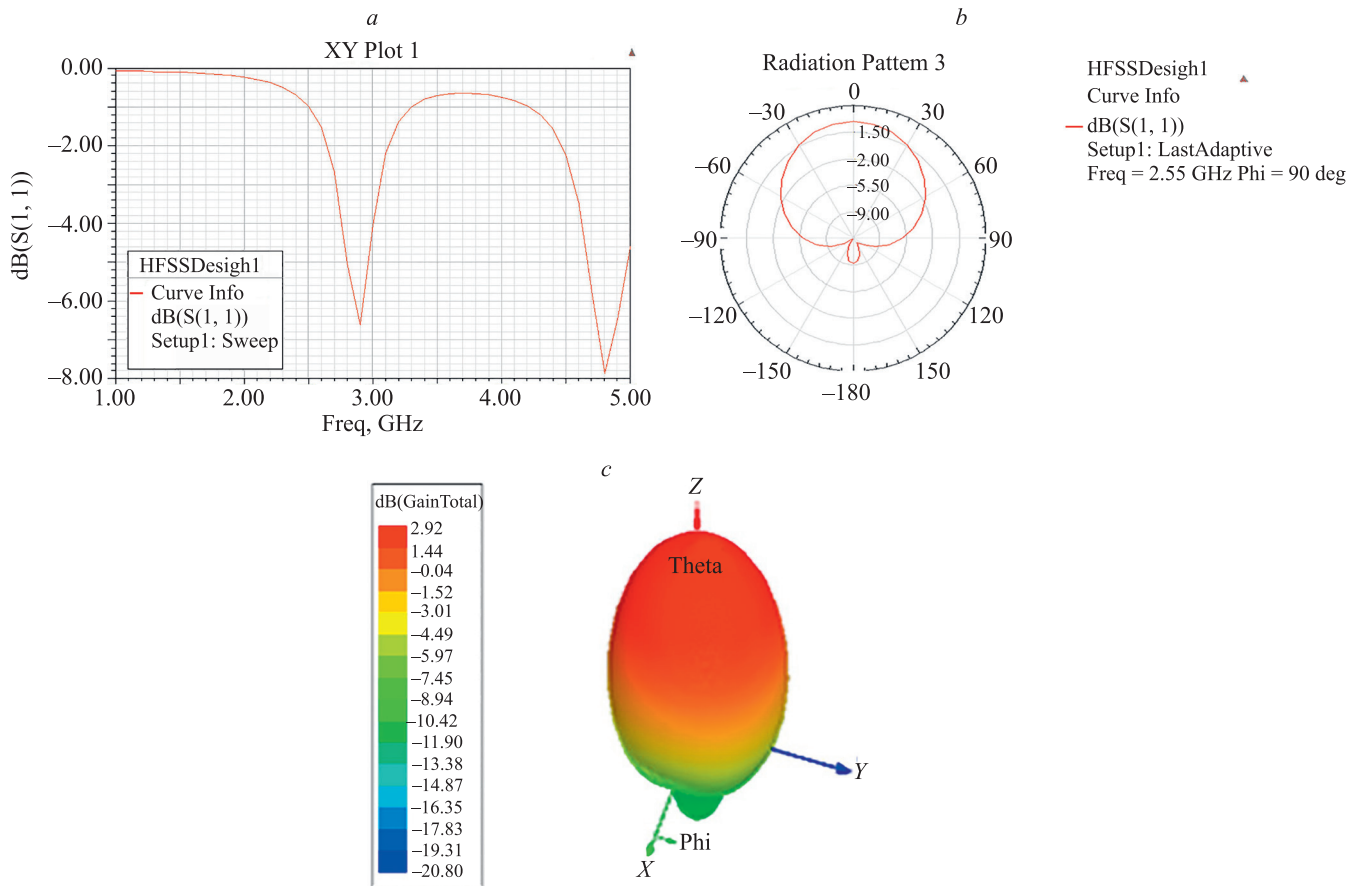 a
XY Plot 1
0.00
−2.00
−4.00
−6.00
−8.00
dB(S(1, 1))
HFSSDesigh1
Curve Info
dB(S(1, 1))
Setup1: Sweep
1.00
2.00
3.00
4.00
5.00
Freq, GHz
b
Radiation Pattem 3
0
−30
30
−60
60
−90
90
−120
120
−150
150
−180
1.50
−2.00
−5.50
−9.00
HFSSDesigh1
Curve Info
dB(S(1, 1))
Setup1: LastAdaptive
Freq = 2.55 GHz Phi = 90 deg
c
dB(GainTotal)
2.92
1.44
−0.04
−1.52
−3.01
−4.49
−5.97
−7.45
−8.94
−10.42
−11.90
−13.38
−14.87
−16.35
−17.83
−19.31
−20.80
Z
Theta
Y
Phi
X